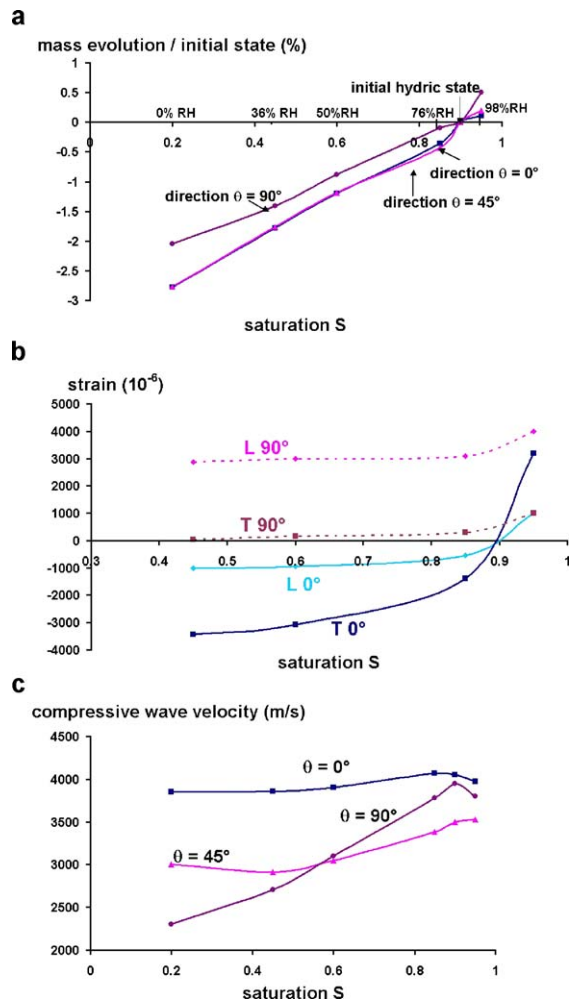 a
mass evolution / initial state (%)
1
initial hydric state
0.5
0% RH 36% RH 50%RH 76%RH 98%RH
0
0 0.2 0.4 0.6 0.8 1
-0.5
direction θ = 0°
-1
direction θ = 90°
direction θ = 45°
-1.5
-2
-2.5
-3
saturation S
b
strain (10⁻⁶)
5000
4000
L 90°
3000
2000
1000
T 90°
0
0.3 0.4 0.5 0.6 0.7 0.8 0.9 1
-1000
L 0°
-2000
-3000
T 0°
-4000
saturation S
c
compressive wave velocity (m/s)
4500
θ = 0°
4000
θ = 90°
3500
θ = 45°
3000
2500
2000
0 0.2 0.4 0.6 0.8 1
saturation S